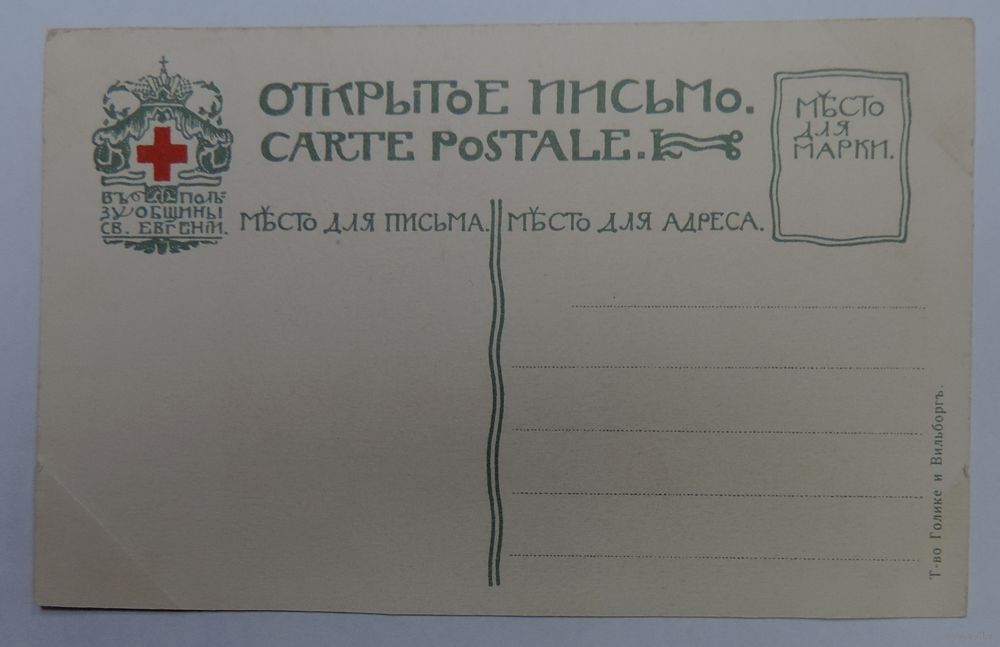 ОТКРЫТОЕ ПИСЬМО.
CARTE POSTALE.
МѢСТО
ДЛЯ
МАРКИ.
ВЪ ПОЛЬ-
ЗУ ОБЩИНЫ
СВ. ЕВГЕНІИ.
МѢСТО ДЛЯ ПИСЬМА.
МѢСТО ДЛЯ АДРЕСА.
Т-во Голике и Вильборгъ.